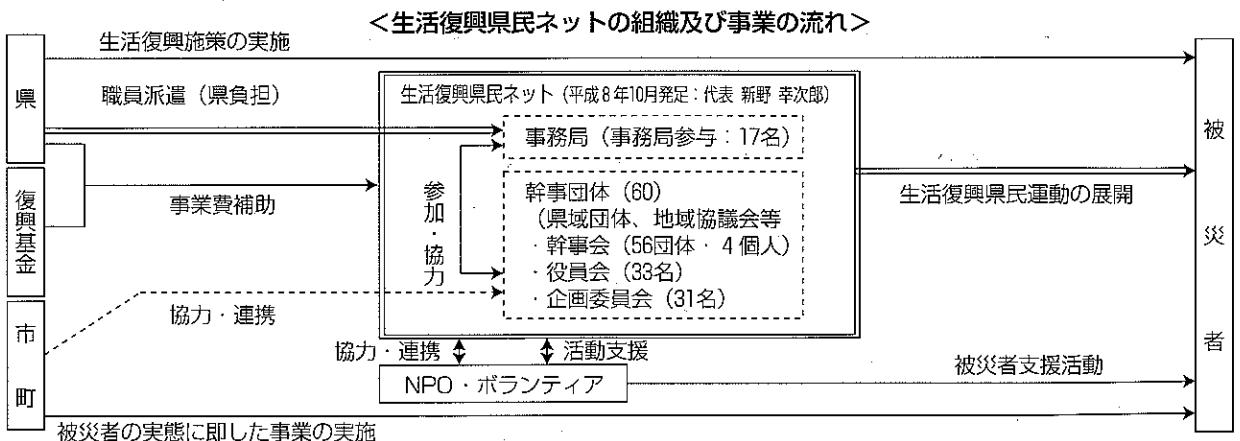 <生活復興県民ネットの組織及び事業の流れ>
生活復興施策の実施
県
職員派遣（県負担）
生活復興県民ネット（平成8年10月発足：代表 新野 幸次郎）
事務局（事務局参与：17名）
被災者
復興基金
事業費補助
参加・協力
幹事団体（60）
（県域団体、地域協議会等
・幹事会（56団体・4個人）
・役員会（33名）
・企画委員会（31名）
生活復興県民運動の展開
市町
協力・連携
協力・連携
活動支援
NPO・ボランティア
被災者支援活動
被災者の実態に即した事業の実施